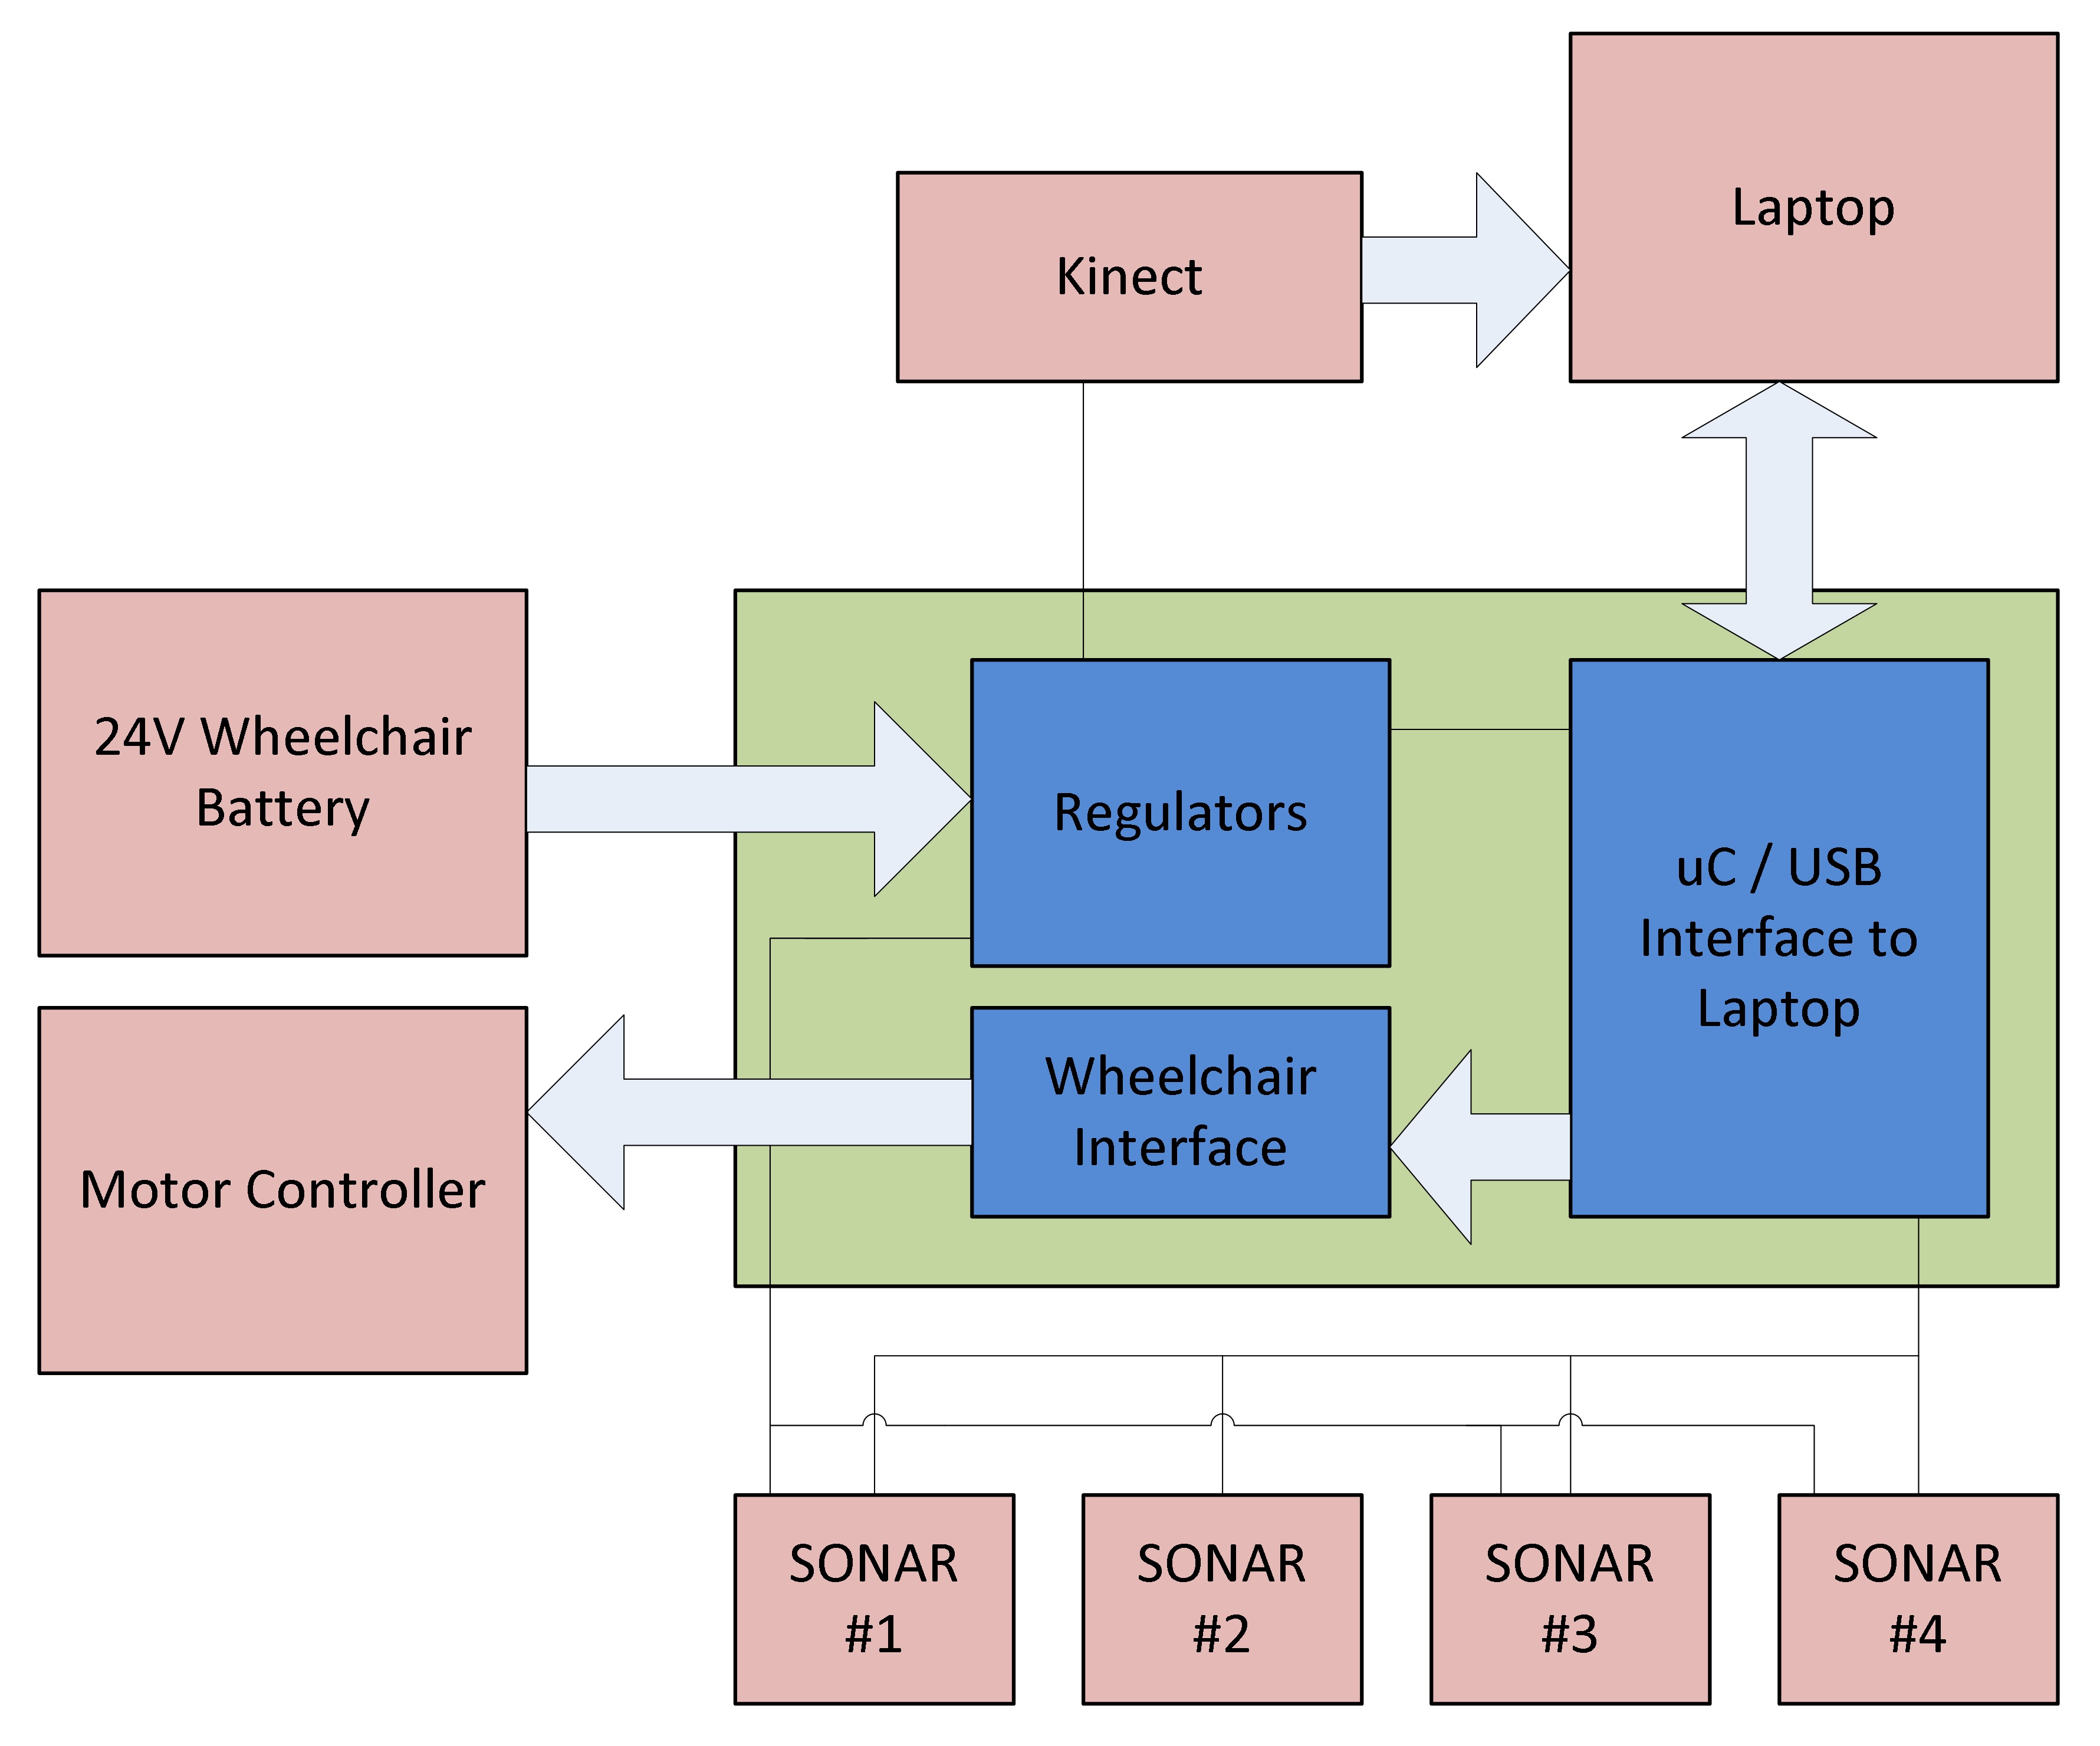 Laptop
Kinect
24V Wheelchair
Battery
Regulators
uC / USB
Interface to
Laptop
Wheelchair
Interface
Motor Controller
SONAR
#1
SONAR
#2
SONAR
#3
SONAR
#4